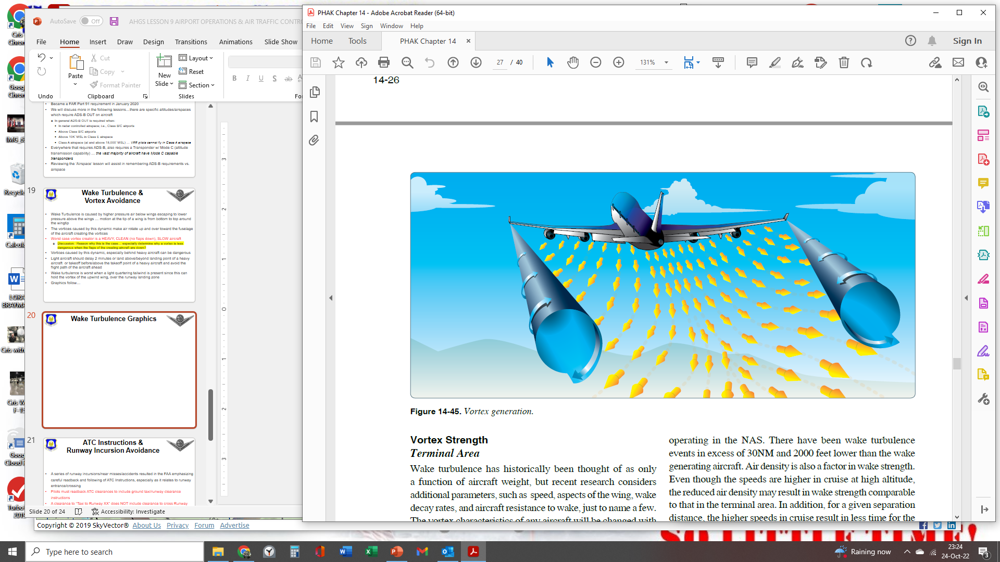 PHAK Chapter 14 - Adobe Acrobat Reader (64-bit)
File Edit View Sign Window Help
Home Tools PHAK Chapter 14 Sign In
27 / 40 131%
AutoSave Off AHGS LESSON 9 AIRPORT OPERATIONS & AIR TRAFFIC CONTR
File Home Insert Draw Design Transitions Animations Slide Show
Undo
Paste
Cut
Copy
Format Painter
Clipboard
New
Slide
Layout
Reset
Section
Slides
B I U S ab
Fo
• Became a FAR Part 91 requirement in January 2020
• We will discuss more in the following lessons…there are specific altitudes/airspaces
which require ADS-B OUT on aircraft
o In general ADS-B OUT is required when:
• In radar controlled airspace; i.e., Class B/C airports
• Above Class B/C airports
• Above 10K' MSL in Class E airspace
• Class A airspace (at and above 18,000' MSL) … VFR pilots cannot fly in Class A airspace
• Everywhere that requires ADS-B, also requires a Transponder w/ Mode C (altitude
transmission capability) … the vast majority of aircraft have Mode C capable
transponders
• Reviewing the 'Airspace' lesson will assist in remembering ADS-B requirements vs.
airspace
19
Wake Turbulence &
Vortex Avoidance
• Wake Turbulence is caused by higher pressure air below wings escaping to lower
pressure above the wings … motion at the tip of a wing is from bottom to top around
the wingtip
• The vortices caused by this dynamic make air rotate up and over toward the fuselage
of the aircraft creating the vortices
• Worst case vortex creator is a HEAVY, CLEAN (no flaps down), SLOW aircraft
o Discussion: Reason why this is the case… especially determine why a vortex is less
dangerous when the flaps of the creating aircraft are down?
• Vortices caused by this dynamic, especially behind heavy aircraft can be dangerous
• Light aircraft should delay 2 minutes or land above/beyond landing point of a heavy
aircraft or takeoff before/above the takeoff point of a heavy aircraft and avoid the
flight path of the aircraft ahead
• Wake turbulence is worst when a light quartering tailwind is present since this can
hold the vortex of the upwind wing, over the runway landing zone
• Graphics follow…
20
Wake Turbulence Graphics
21
ATC Instructions &
Runway Incursion Avoidance
• A series of runway incursions/near misses/accidents resulted in the FAA emphasizing
careful readback and following of ATC Instructions, especially as it relates to runway
entrance/crossing
• Pilots must readback ATC clearances to include ground taxi/runway clearance
instructions
• A clearance to "Taxi to Runway XX" does NOT include clearance to cross Runway
Slide 20 of 24 Accessibility: Investigate
3
2
1
0
1
2
3
14-26
Figure 14-45. Vortex generation.
Vortex Strength
Terminal Area
Wake turbulence has historically been thought of as only
a function of aircraft weight, but recent research considers
additional parameters, such as speed, aspects of the wing, wake
decay rates, and aircraft resistance to wake, just to name a few.
The vortex characteristics of any aircraft will be changed with
operating in the NAS. There have been wake turbulence
events in excess of 30NM and 2000 feet lower than the wake
generating aircraft. Air density is also a factor in wake strength.
Even though the speeds are higher in cruise at high altitude,
the reduced air density may result in wake strength comparable
to that in the terminal area. In addition, for a given separation
distance, the higher speeds in cruise result in less time for the
Cris
Chron
Goog
Chron
IMG_6
Recycle
Calcula
LORA
BRAYMA
Cris with
Cris W
F-15
Goog
Cloud
Turbo
2019
Copyright © 2019 SkyVector® About Us Privacy Forum Advertise
SO LITTLE TIME!
Type here to search
Raining now
23:24
24-Oct-22
3